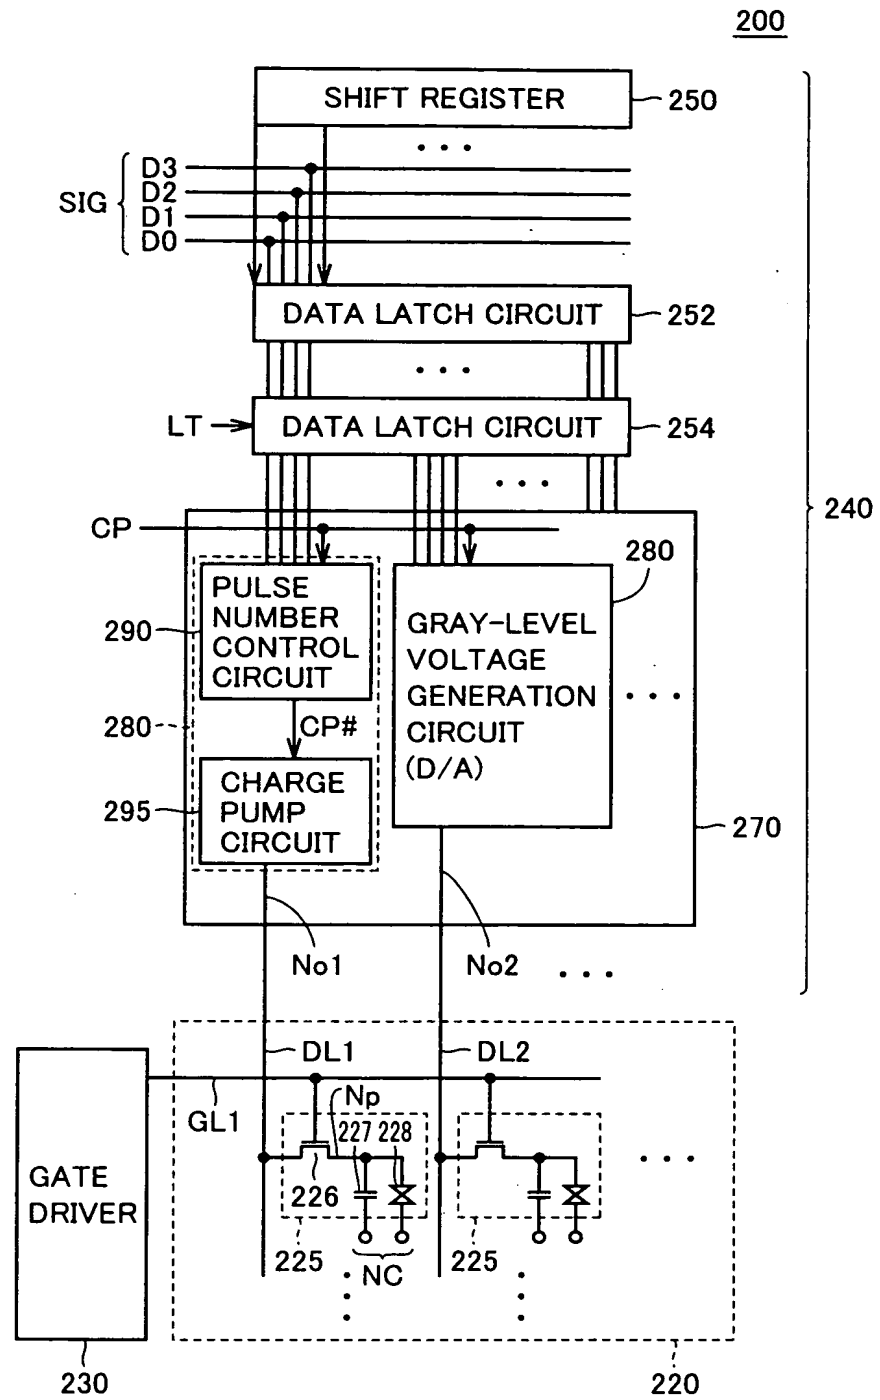 200
SHIFT REGISTER
250
SIG
D3
D2
D1
D0
DATA LATCH CIRCUIT
252
LT
DATA LATCH CIRCUIT
254
240
CP
280
PULSE
NUMBER
CONTROL
CIRCUIT
290
GRAY-LEVEL
VOLTAGE
GENERATION
CIRCUIT
(D/A)
280
CP#
CHARGE
PUMP
CIRCUIT
295
270
No1
No2
DL1
DL2
GL1
Np
227
228
226
GATE
DRIVER
225
NC
225
230
220